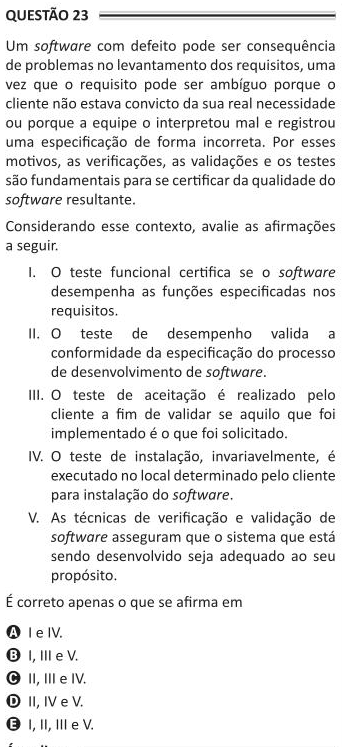 QUESTÃO 23
Um software com defeito pode ser consequência
de problemas no levantamento dos requisitos, uma
vez que o requisito pode ser ambíguo porque o
cliente não estava convicto da sua real necessidade
ou porque a equipe o interpretou mal e registrou
uma especificação de forma incorreta. Por esses
motivos, as verificações, as validações e os testes
são fundamentais para se certificar da qualidade do
software resultante.
Considerando esse contexto, avalie as afirmações
a seguir.
I. O teste funcional certifica se o software
desempenha as funções especificadas nos
requisitos.
II. O teste de desempenho valida a
conformidade da especificação do processo
de desenvolvimento de software.
III. O teste de aceitação é realizado pelo
cliente a fim de validar se aquilo que foi
implementado é o que foi solicitado.
IV. O teste de instalação, invariavelmente, é
executado no local determinado pelo cliente
para instalação do software.
V. As técnicas de verificação e validação de
software asseguram que o sistema que está
sendo desenvolvido seja adequado ao seu
propósito.
É correto apenas o que se afirma em
A I e IV.
B I, III e V.
C II, III e IV.
D II, IV e V.
E I, II, III e V.